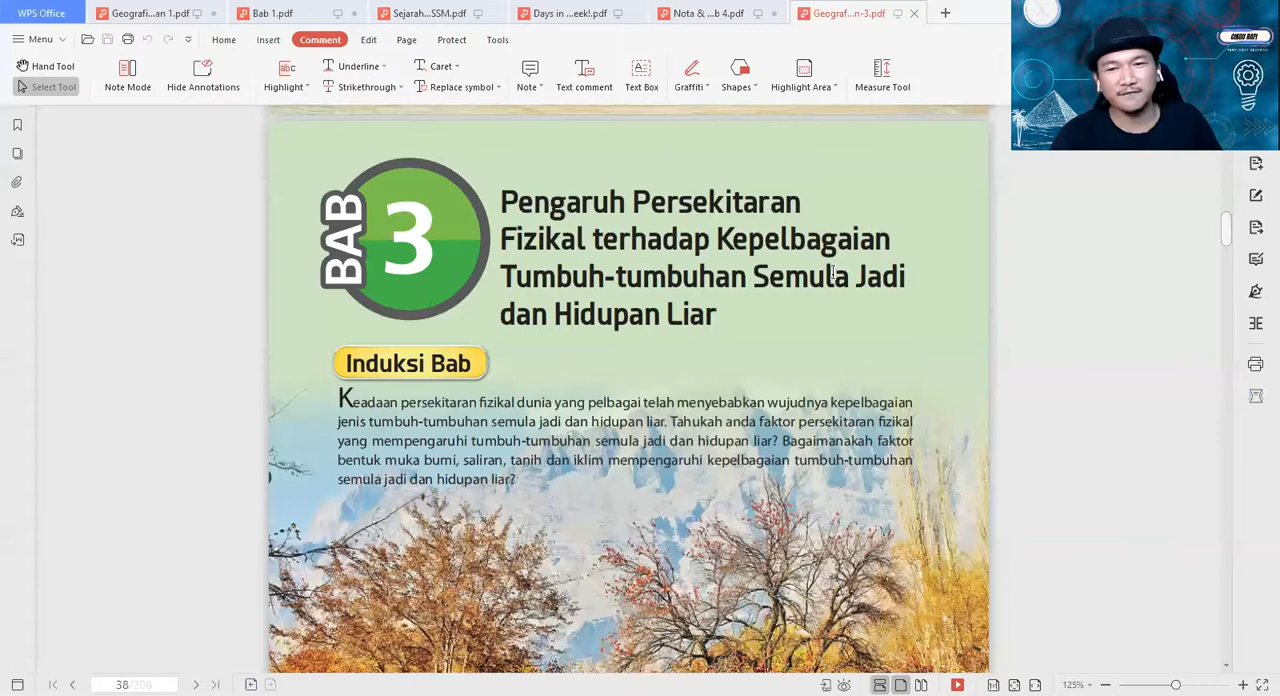 WPS Office
Geografi...an 1.pdf
Bab 1.pdf
Sejarah...SSM.pdf
Days in ...eek!.pdf
Nota & ...b 4.pdf
Geograf...n-3.pdf
Menu
Home
Insert
Comment
Edit
Page
Protect
Tools
Hand Tool
Select Tool
Note Mode
Hide Annotations
Highlight
Underline
Strikethrough
Caret
Replace symbol
Note
Text comment
Text Box
Graffiti
Shapes
Highlight Area
Measure Tool
CIKGU RAFI
BAB 3
Pengaruh Persekitaran
Fizikal terhadap Kepelbagaian
Tumbuh-tumbuhan Semula Jadi
dan Hidupan Liar
Induksi Bab
Keadaan persekitaran fizikal dunia yang pelbagai telah menyebabkan wujudnya kepelbagaian
jenis tumbuh-tumbuhan semula jadi dan hidupan liar. Tahukah anda faktor persekitaran fizikal
yang mempengaruhi tumbuh-tumbuhan semula jadi dan hidupan liar? Bagaimanakah faktor
bentuk muka bumi, saliran, tanih dan iklim mempengaruhi kepelbagaian tumbuh-tumbuhan
semula jadi dan hidupan liar?
38/208
125%